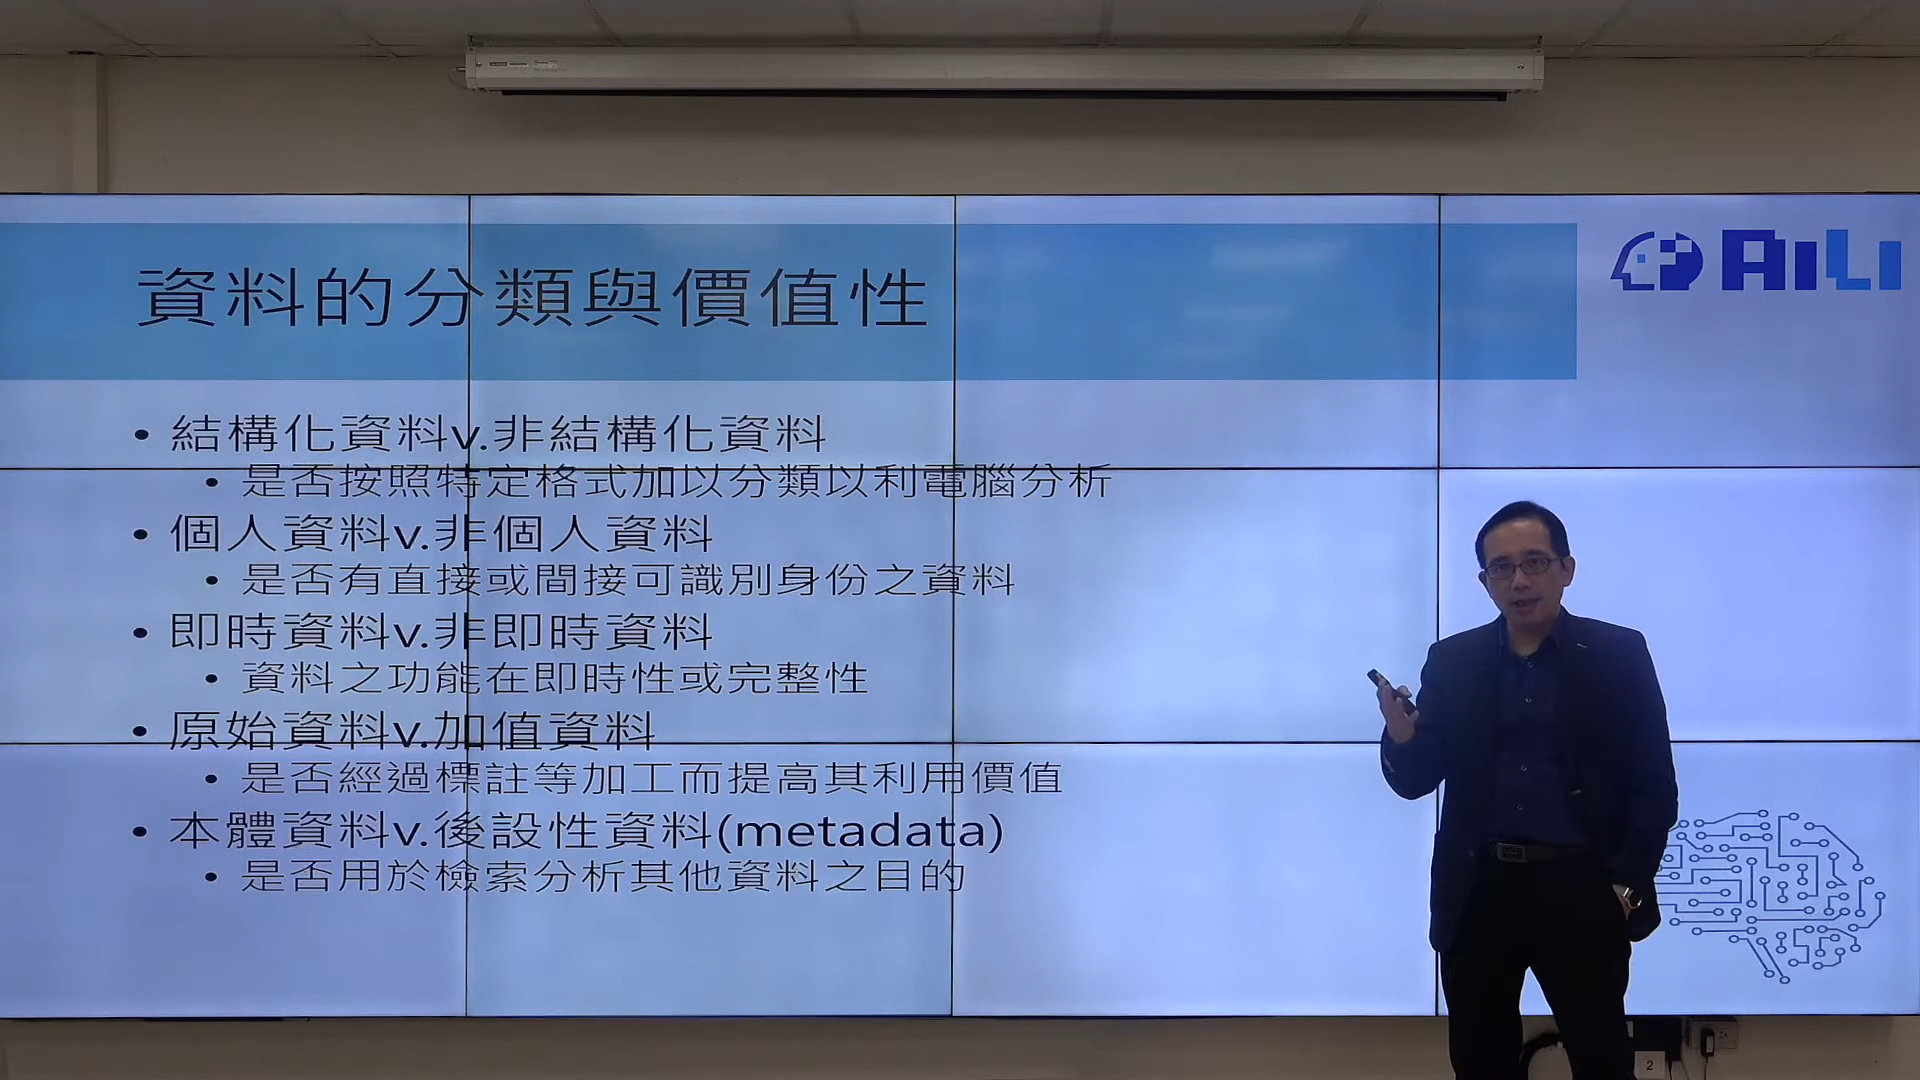 資料的分類與價值性
AiLI
• 結構化資料v.非結構化資料
• 是否按照特定格式加以分類以利電腦分析
• 個人資料v.非個人資料
• 是否有直接或間接可識別身份之資料
• 即時資料v.非即時資料
• 資料之功能在即時性或完整性
• 原始資料v.加值資料
• 是否經過標註等加工而提高其利用價值
• 本體資料v.後設性資料(metadata)
• 是否用於檢索分析其他資料之目的
2